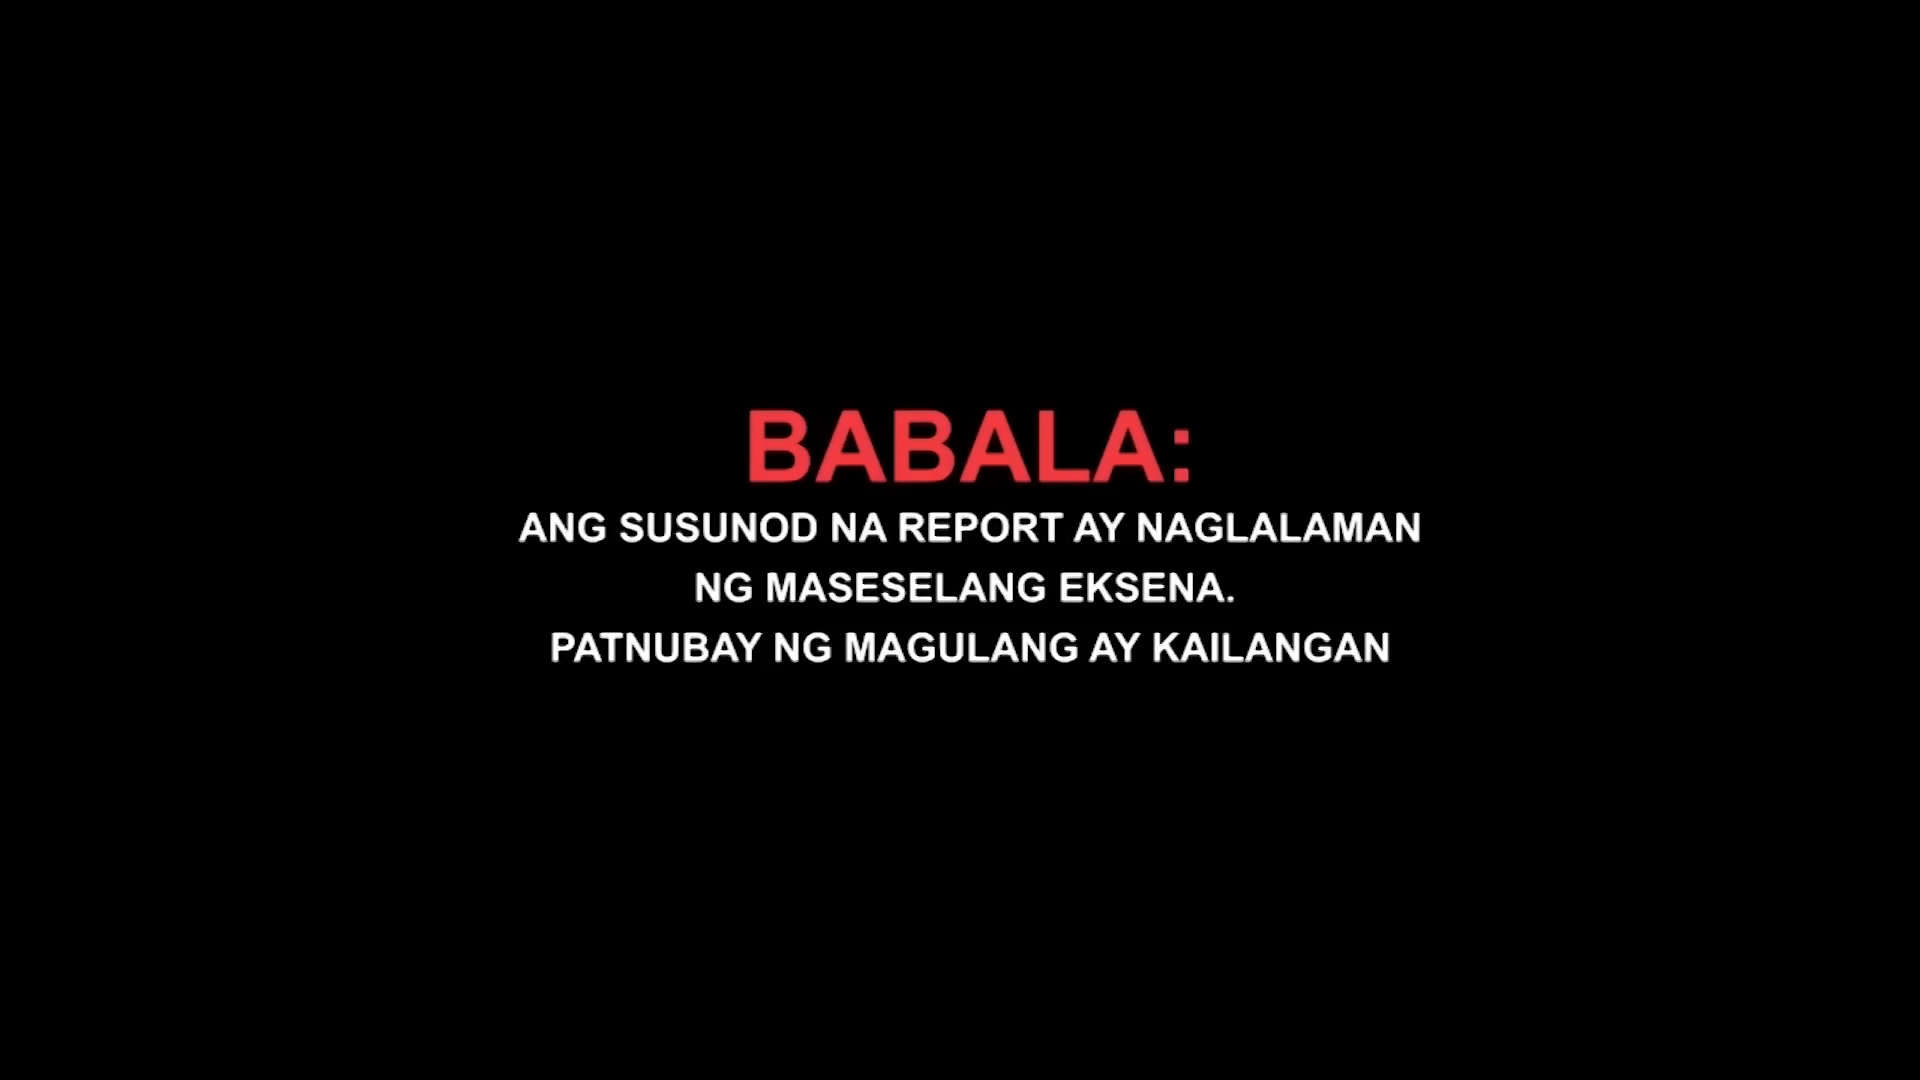 BABALA:
ANG SUSUNOD NA REPORT AY NAGLALAMAN
NG MASESELANG EKSENA.
PATNUBAY NG MAGULANG AY KAILANGAN